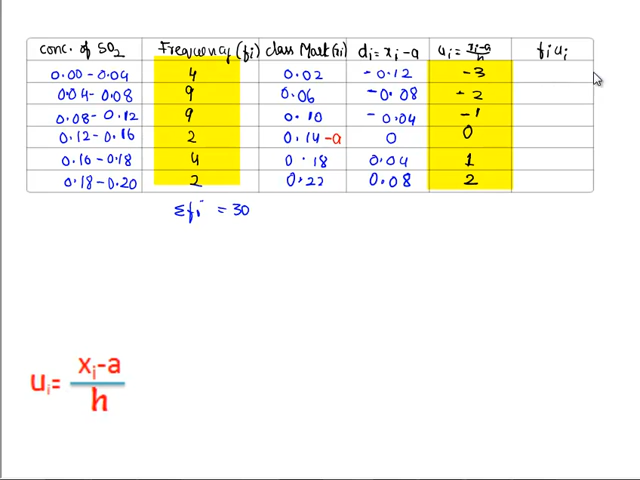 conc. of SO2 Frequency (fi) class Mark (xi) di = xi - a ui = xi-a/h fi ui
0.00 - 0.04 4 0.02 - 0.12 - 3
0.04 - 0.08 9 0.06 - 0.08 - 2
0.08 - 0.12 9 0.10 - 0.04 - 1
0.12 - 0.16 2 0.14 - a 0 0
0.16 - 0.18 4 0.18 0.04 1
0.18 - 0.20 2 0.22 0.08 2
Σfi = 30
ui= xi-a/h